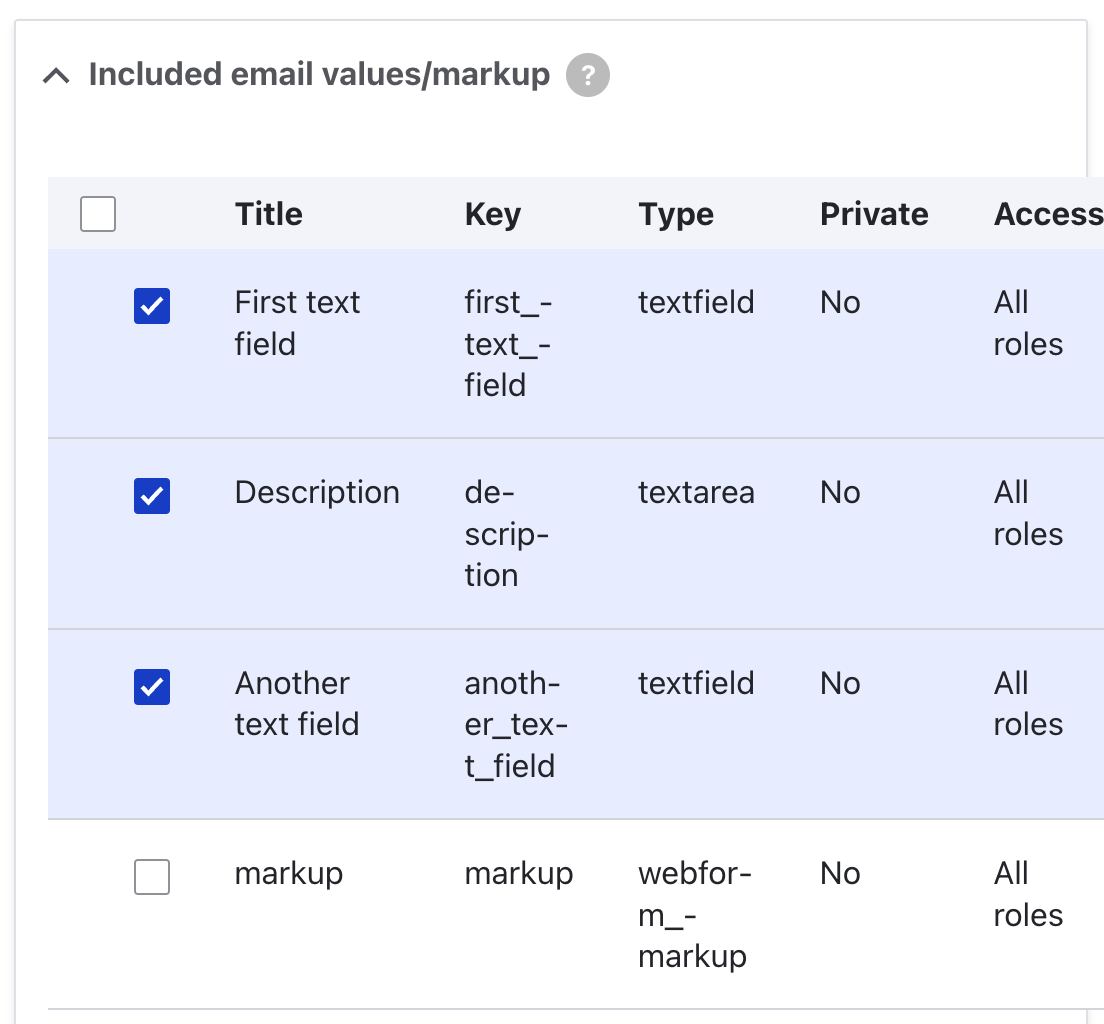 Included email values/markup ?
Title Key Type Private Access
First text first_- textfield No All
field text_- roles
field
Description de- textarea No All
scrip- roles
tion
Another anoth- textfield No All
text field er_tex- roles
t_field
markup markup webfor- No All
m_- roles
markup